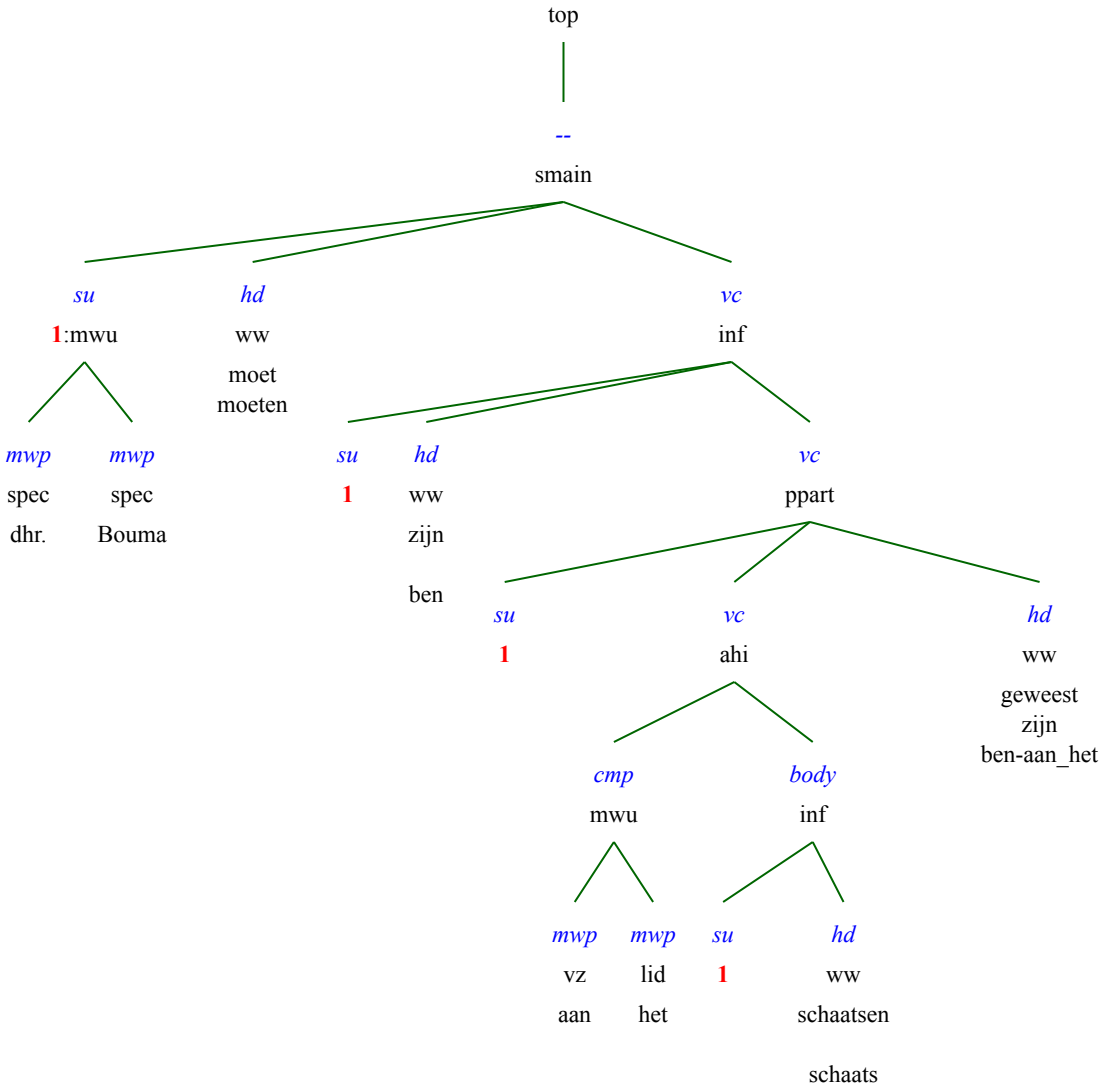 top
--
smain
su hd vc
1:mwu ww inf
moet
moeten
mwp mwp su hd vc
spec spec 1 ww ppart
dhr. Bouma zijn
ben
su vc hd
1 ahi ww
geweest
zijn
ben-aan_het
cmp body
mwu inf
mwp mwp su hd
vz lid 1 ww
aan het schaatsen
schaats